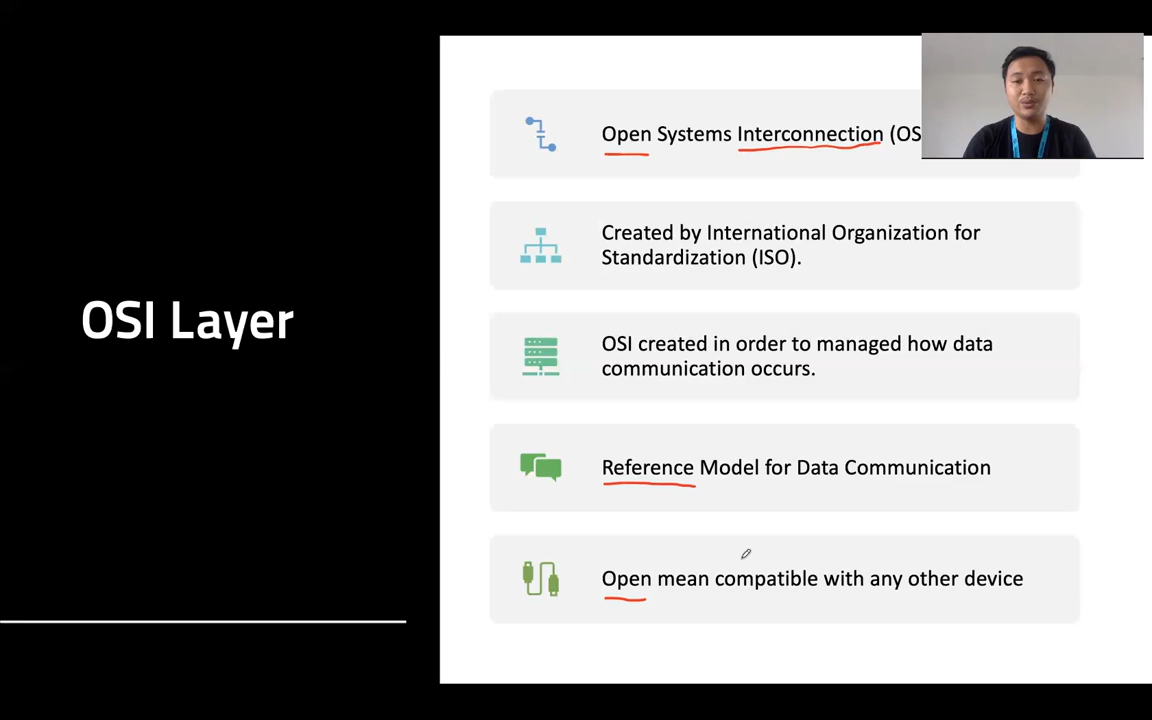 OSI Layer
Open Systems Interconnection (OS
Created by International Organization for
Standardization (ISO).
OSI created in order to managed how data
communication occurs.
Reference Model for Data Communication
Open mean compatible with any other device